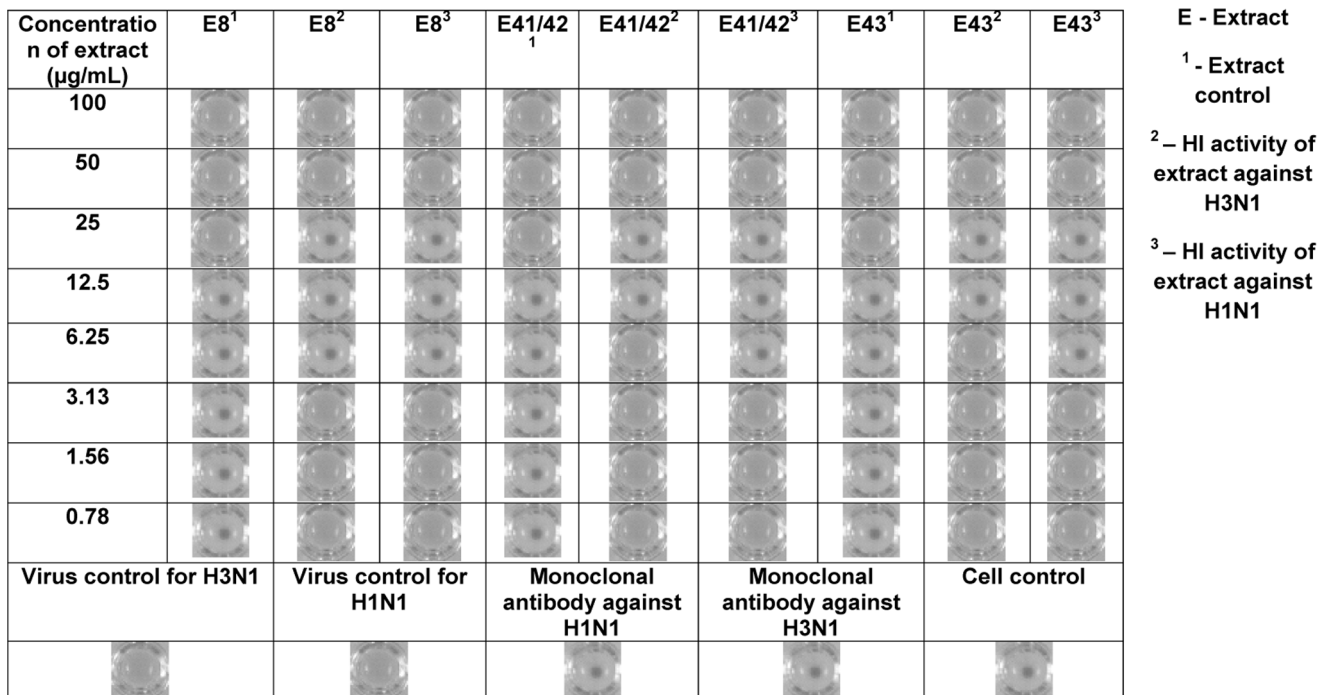 Concentratio
n of extract
(µg/mL)
E8¹
E8²
E8³
E41/42
1
E41/42²
E41/42³
E43¹
E43²
E43³
100
50
25
12.5
6.25
3.13
1.56
0.78
Virus control for H3N1
Virus control for
H1N1
Monoclonal
antibody against
H1N1
Monoclonal
antibody against
H3N1
Cell control
E - Extract
¹ - Extract
control
² – HI activity of
extract against
H3N1
³ – HI activity of
extract against
H1N1